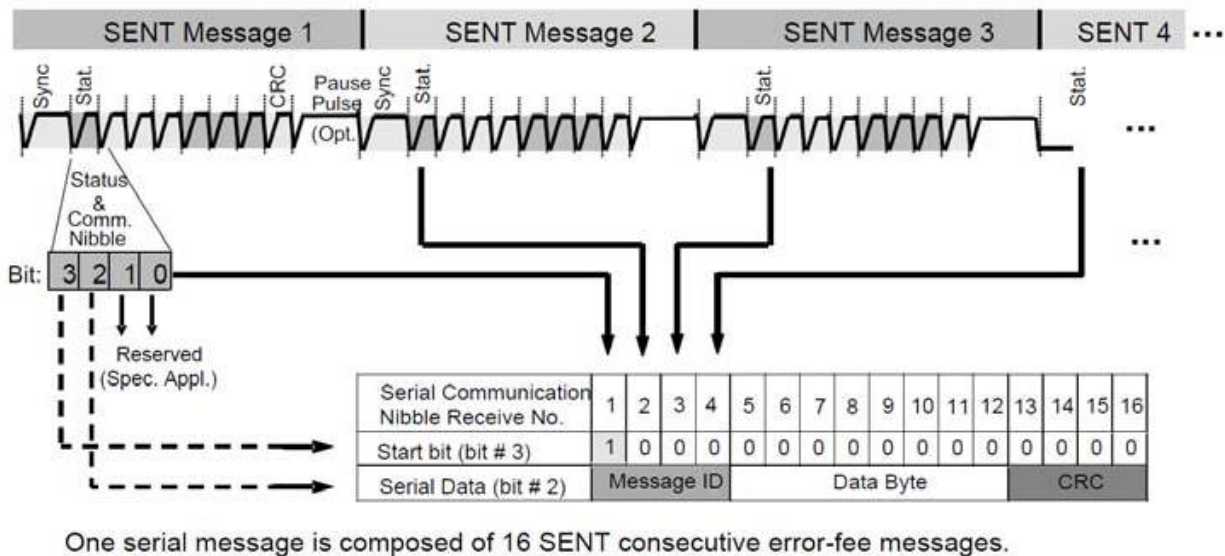 SENT Message 1 SENT Message 2 SENT Message 3 SENT 4 ...
Sync Stat. CRC Pause Pulse (Opt. Sync Stat. Stat. Stat.
...
Status
&
Comm.
Nibble
...
Bit: 3 2 1 0
Reserved
(Spec. Appl.)
Serial Communication
Nibble Receive No. 1 2 3 4 5 6 7 8 9 10 11 12 13 14 15 16
Start bit (bit # 3) 1 0 0 0 0 0 0 0 0 0 0 0 0 0 0 0
Serial Data (bit # 2) Message ID Data Byte CRC
One serial message is composed of 16 SENT consecutive error-fee messages.